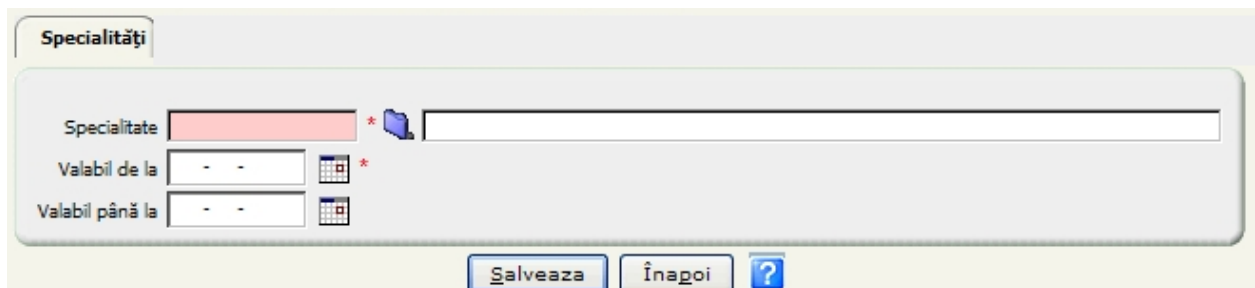 Specialităţi
Specialitate *
Valabil de la - - *
Valabil până la - -
Salveaza Înapoi ?